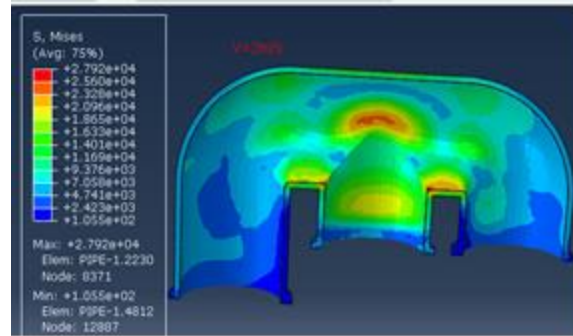 S, Mises
(Avg: 75%)
+2.792e+04
+2.560e+04
+2.328e+04
+2.096e+04
+1.865e+04
+1.633e+04
+1.401e+04
+1.169e+04
+9.376e+03
+7.058e+03
+4.741e+03
+2.423e+03
+1.055e+02
Max: +2.792e+04
Elem: PIPE-1.2230
Node: 8371
Min: +1.055e+02
Elem: PIPE-1.4812
Node: 12887